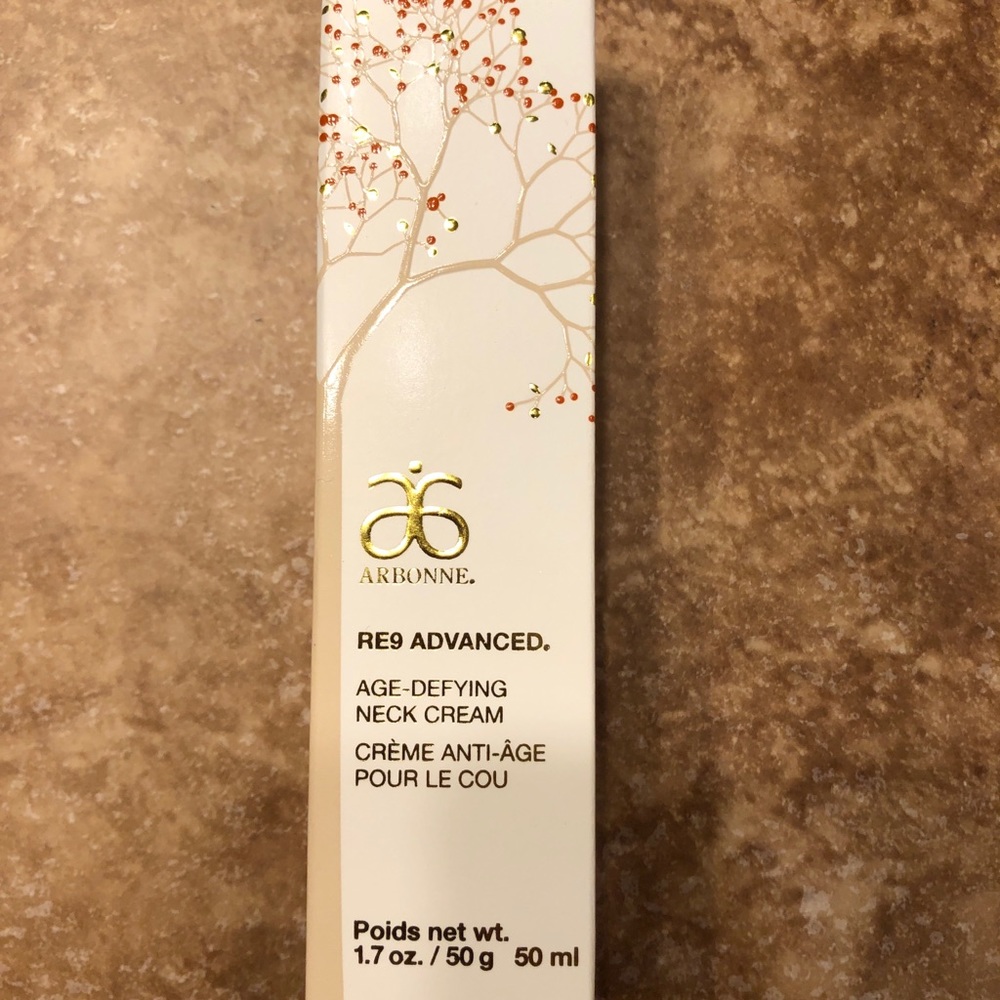 ARBONNE.
RE9 ADVANCED®
AGE-DEFYING
NECK CREAM
CRÈME ANTI-ÂGE
POUR LE COU
Poids net wt.
1.7 oz. / 50 g 50 ml